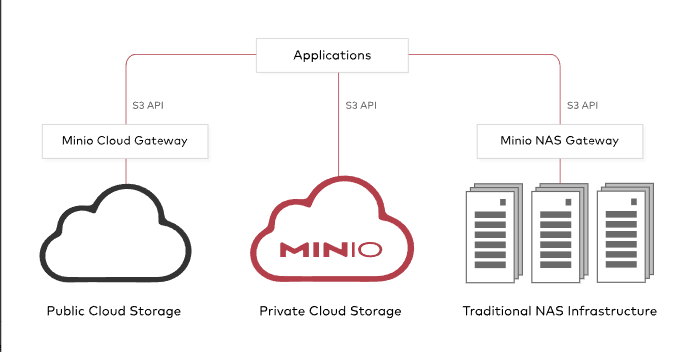 Applications
S3 API
S3 API
S3 API
Minio Cloud Gateway
Minio NAS Gateway
MINIO
Public Cloud Storage
Private Cloud Storage
Traditional NAS Infrastructure